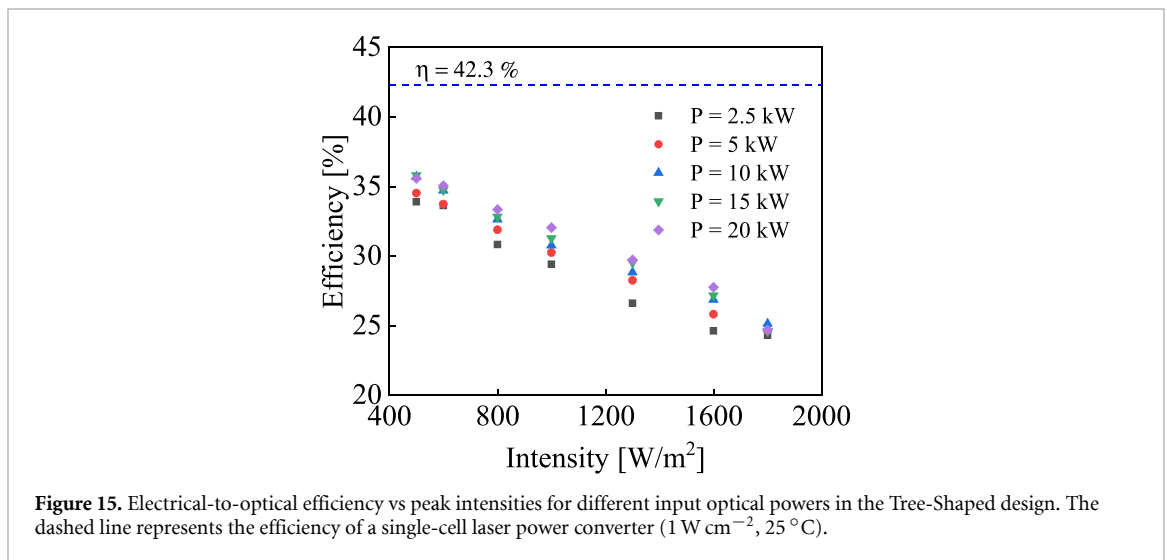 45
η = 42.3 %
40
P = 2.5 kW
P = 5 kW
35
P = 10 kW
P = 15 kW
P = 20 kW
30
25
20
Efficiency [%]
400
800
1200
1600
2000
Intensity [W/m²]
Figure 15. Electrical-to-optical efficiency vs peak intensities for different input optical powers in the Tree-Shaped design. The
dashed line represents the efficiency of a single-cell laser power converter (1 W cm⁻², 25 °C).